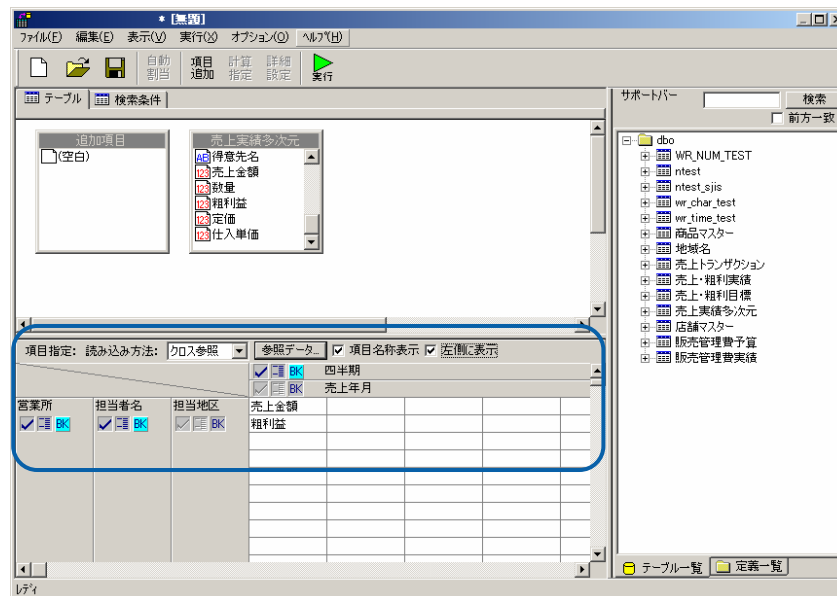 * [無題]
ファイル(F) 編集(E) 表示(V) 実行(X) オプション(O) ヘルプ(H)
自動割当 項目追加 計算指定 詳細設定 実行
テーブル 検索条件
追加項目
(空白)
売上実績多次元
得意先名
売上金額
数量
粗利益
定価
仕入単価
項目指定: 読み込み方法: クロス参照 参照データ... 項目名称表示 左側に表示
BK 四半期
BK 売上年月
営業所 担当者名 担当地区 売上金額
BK BK BK 粗利益
サポートバー 検索
前方一致
dbo
WR_NUM_TEST
ntest
ntest_sjis
wr_char_test
wr_time_test
商品マスター
地域名
売上トランザクション
売上・粗利実績
売上・粗利目標
売上実績多次元
店舗マスター
販売管理費予算
販売管理費実績
テーブル一覧 定義一覧
レディ